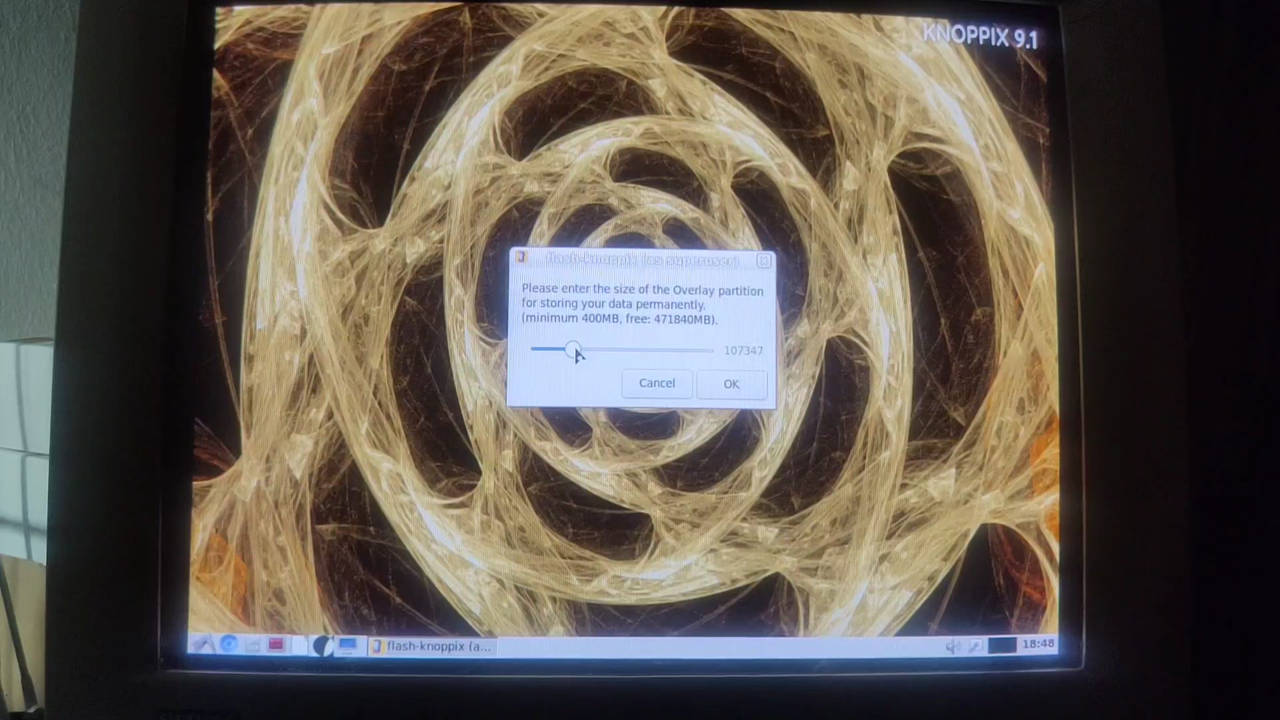 KNOPPIX 9.1
flash-knoppix (as superuser)
Please enter the size of the Overlay partition
for storing your data permanently.
(minimum 400MB, free: 471840MB).
107347
Cancel
OK
flash-knoppix (a...
18:48